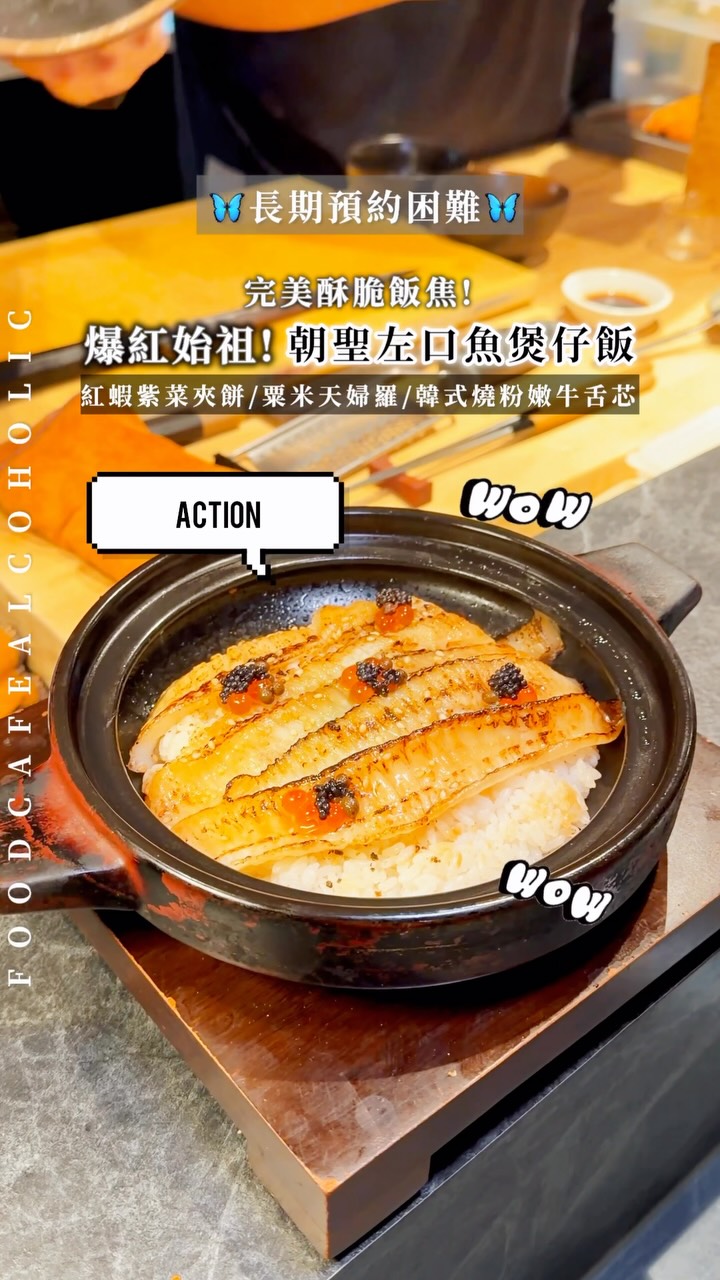 🦋長期預約困難🦋
完美酥脆飯焦!
爆紅始祖! 朝聖左口魚煲仔飯
紅蝦紫菜夾餅/粟米天婦羅/韓式燒粉嫩牛舌芯
ACTION
WOW
WOW
FOODCAFEALCOHOLIC